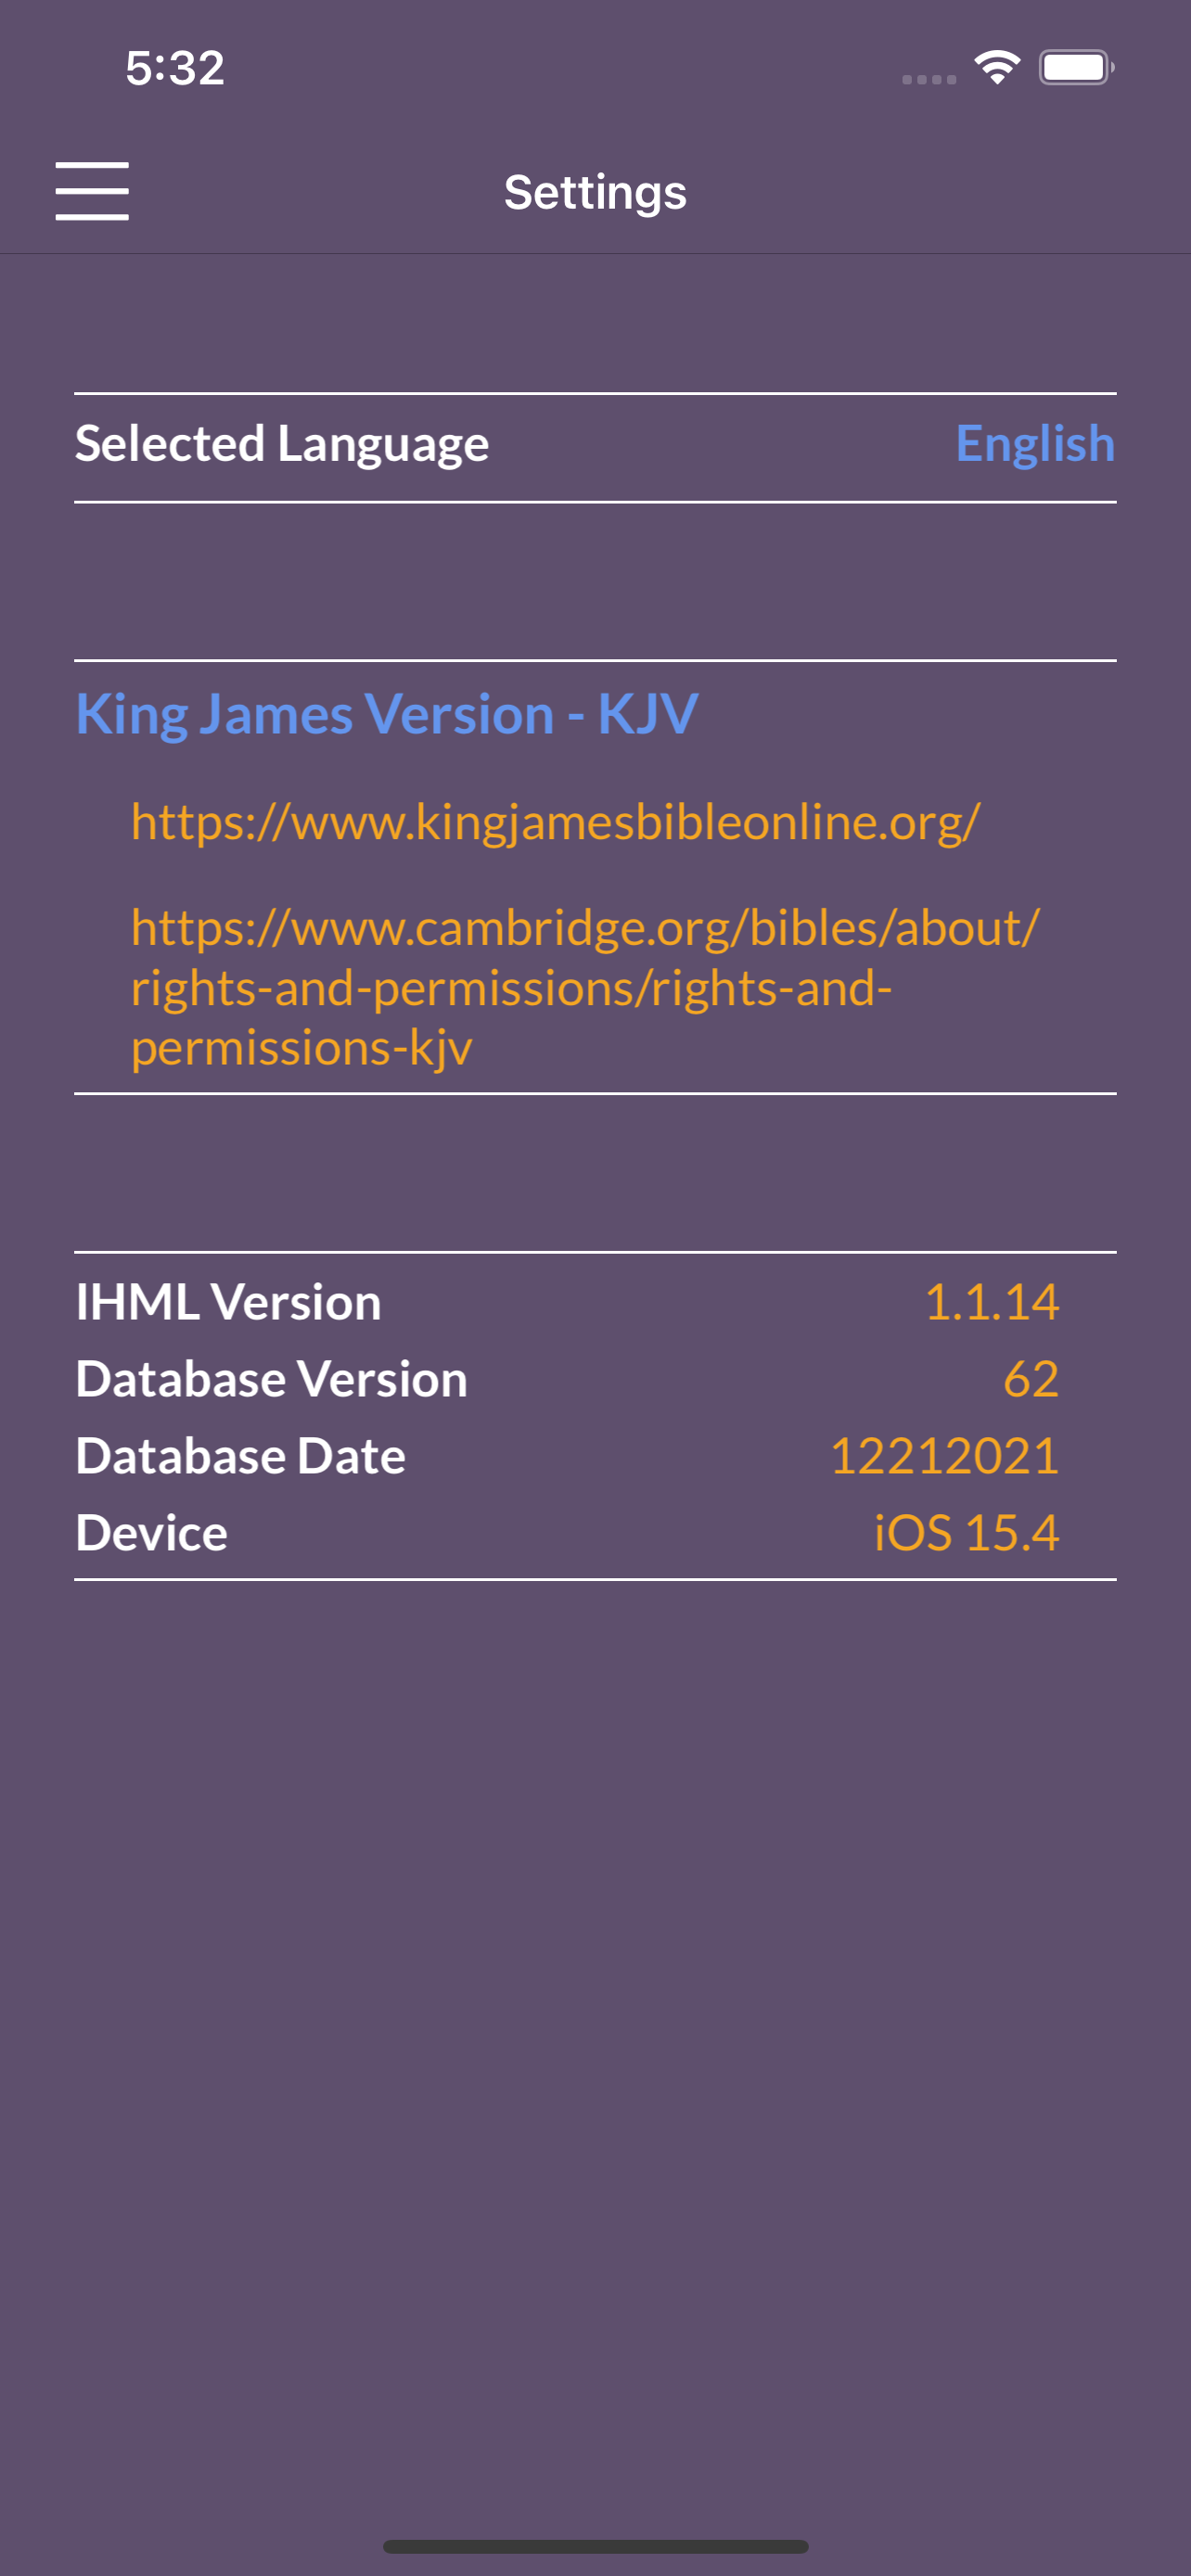 5:32
Settings
Selected Language English
King James Version - KJV
https://www.kingjamesbibleonline.org/
https://www.cambridge.org/bibles/about/
rights-and-permissions/rights-and-
permissions-kjv
IHML Version 1.1.14
Database Version 62
Database Date 12212021
Device iOS 15.4